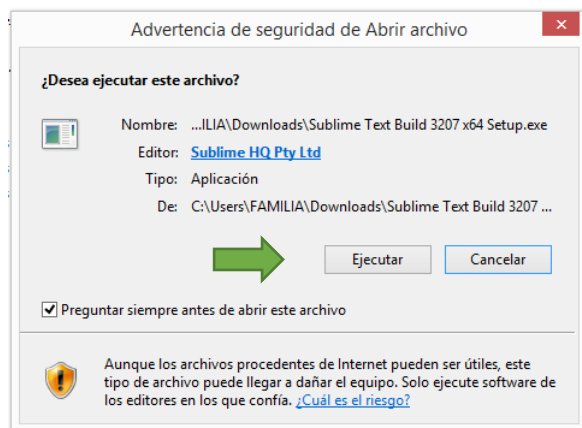 Advertencia de seguridad de Abrir archivo
¿Desea ejecutar este archivo?
Nombre: ...ILIA\Downloads\Sublime Text Build 3207 x64 Setup.exe
Editor: Sublime HQ Pty Ltd
Tipo: Aplicación
De: C:\Users\FAMILIA\Downloads\Sublime Text Build 3207 ...
Ejecutar Cancelar
Preguntar siempre antes de abrir este archivo
Aunque los archivos procedentes de Internet pueden ser útiles, este
tipo de archivo puede llegar a dañar el equipo. Solo ejecute software de
los editores en los que confía. ¿Cuál es el riesgo?